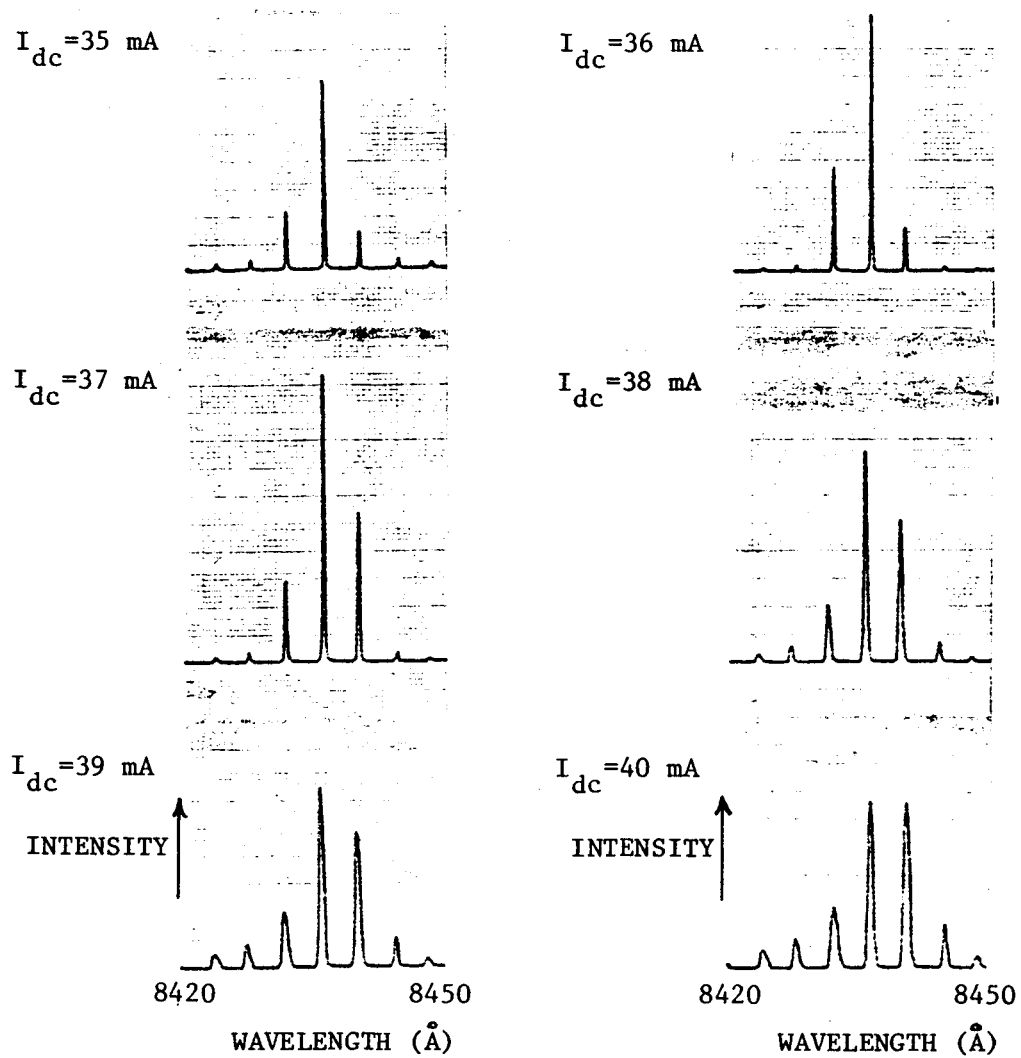 I_dc=35 mA
I_dc=36 mA
I_dc=37 mA
I_dc=38 mA
I_dc=39 mA
I_dc=40 mA
INTENSITY
INTENSITY
8420 8450
8420 8450
WAVELENGTH (Å)
WAVELENGTH (Å)